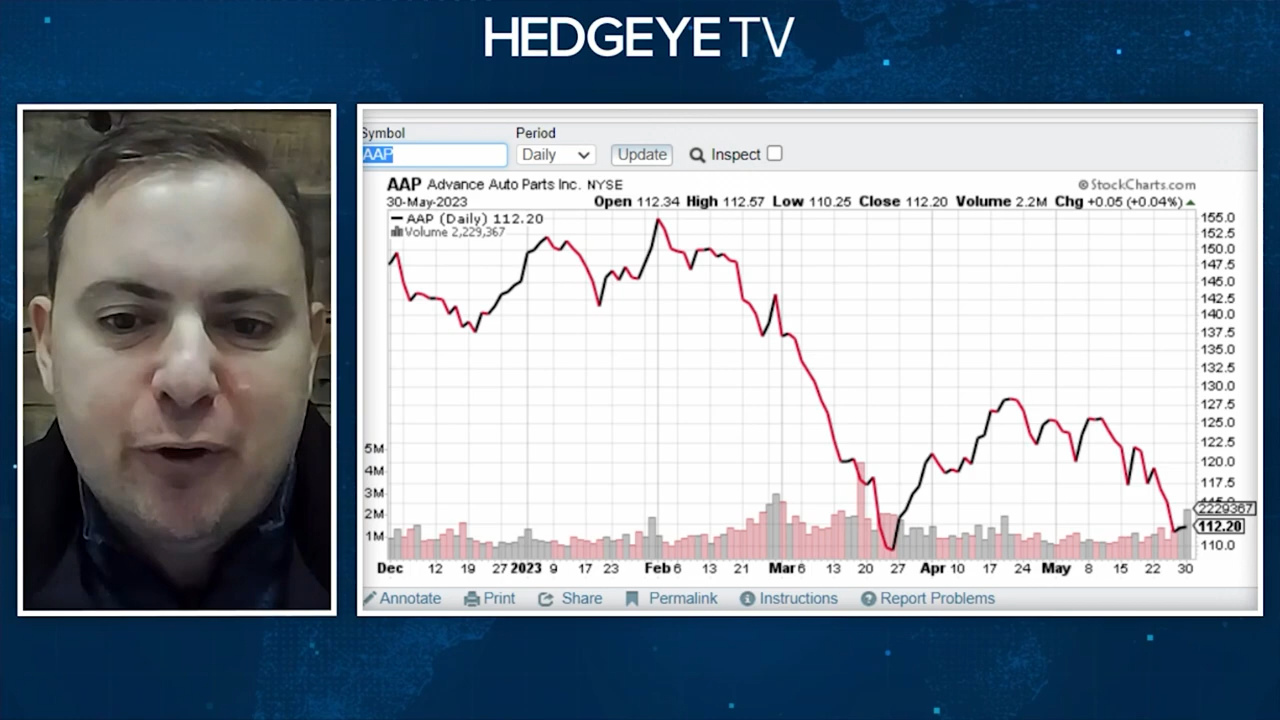 HEDGEYE TV
Symbol Period
AAP Daily Update Inspect
AAP Advance Auto Parts Inc. NYSE © StockCharts.com
30-May-2023 Open 112.34 High 112.57 Low 110.25 Close 112.20 Volume 2.2M Chg +0.05 (+0.04%)
AAP (Daily) 112.20
Volume 2,229,367
155.0
152.5
150.0
147.5
145.0
142.5
140.0
137.5
135.0
132.5
130.0
127.5
125.0
122.5
120.0
117.5
115.0
2229367
112.20
110.0
5M
4M
3M
2M
1M
Dec 12 19 27 2023 9 17 23 Feb 6 13 21 Mar 6 13 20 27 Apr 10 17 24 May 8 15 22 30
Annotate Print Share Permalink Instructions Report Problems